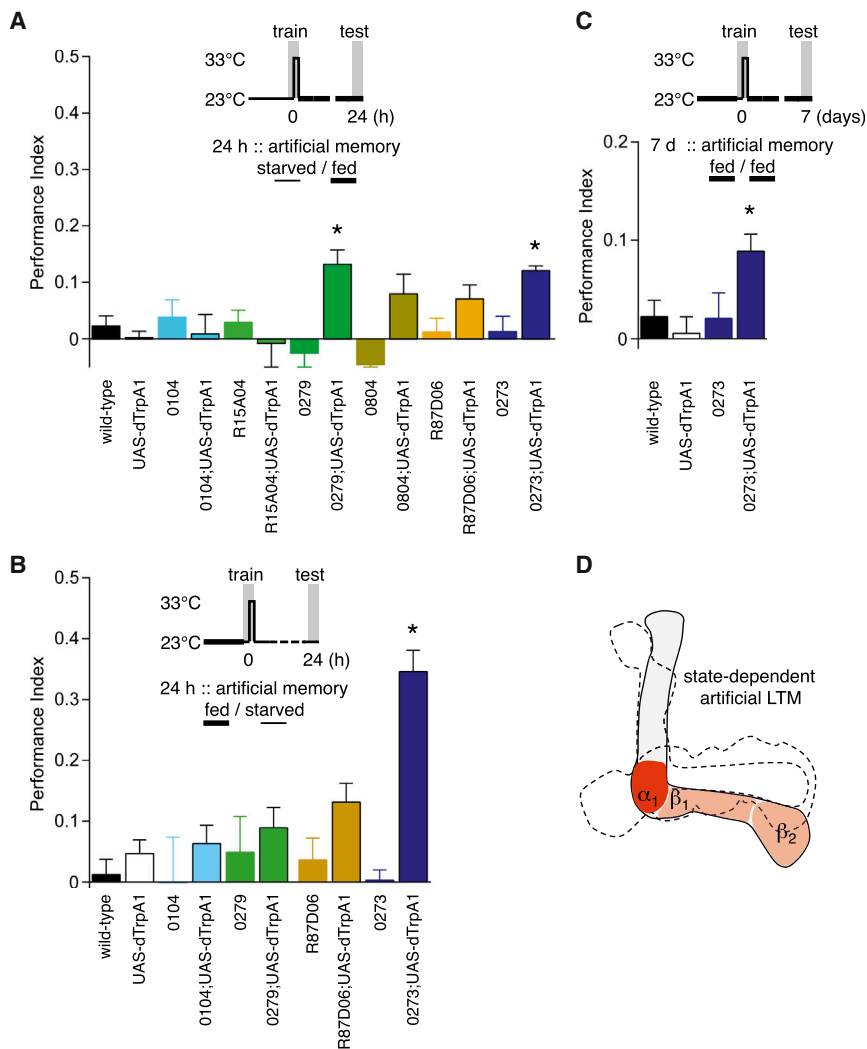 A
train
test
33°C
23°C
0
24 (h)
24 h :: artificial memory
starved / fed
Performance Index
0.5
0.4
0.3
0.2
0.1
0
*
*
wild-type
UAS-dTrpA1
0104
0104;UAS-dTrpA1
R15A04
R15A04;UAS-dTrpA1
0279
0279;UAS-dTrpA1
0804
0804;UAS-dTrpA1
R87D06
R87D06;UAS-dTrpA1
0273
0273;UAS-dTrpA1
C
train
test
33°C
23°C
0
7 (days)
7 d :: artificial memory
fed / fed
Performance Index
0.2
0.1
0
*
wild-type
UAS-dTrpA1
0273
0273;UAS-dTrpA1
B
train
test
33°C
23°C
0
24 (h)
24 h :: artificial memory
fed / starved
Performance Index
0.5
0.4
0.3
0.2
0.1
0
*
wild-type
UAS-dTrpA1
0104
0104;UAS-dTrpA1
0279
0279;UAS-dTrpA1
R87D06
R87D06;UAS-dTrpA1
0273
0273;UAS-dTrpA1
D
state-dependent
artificial LTM
α1
β1
β2